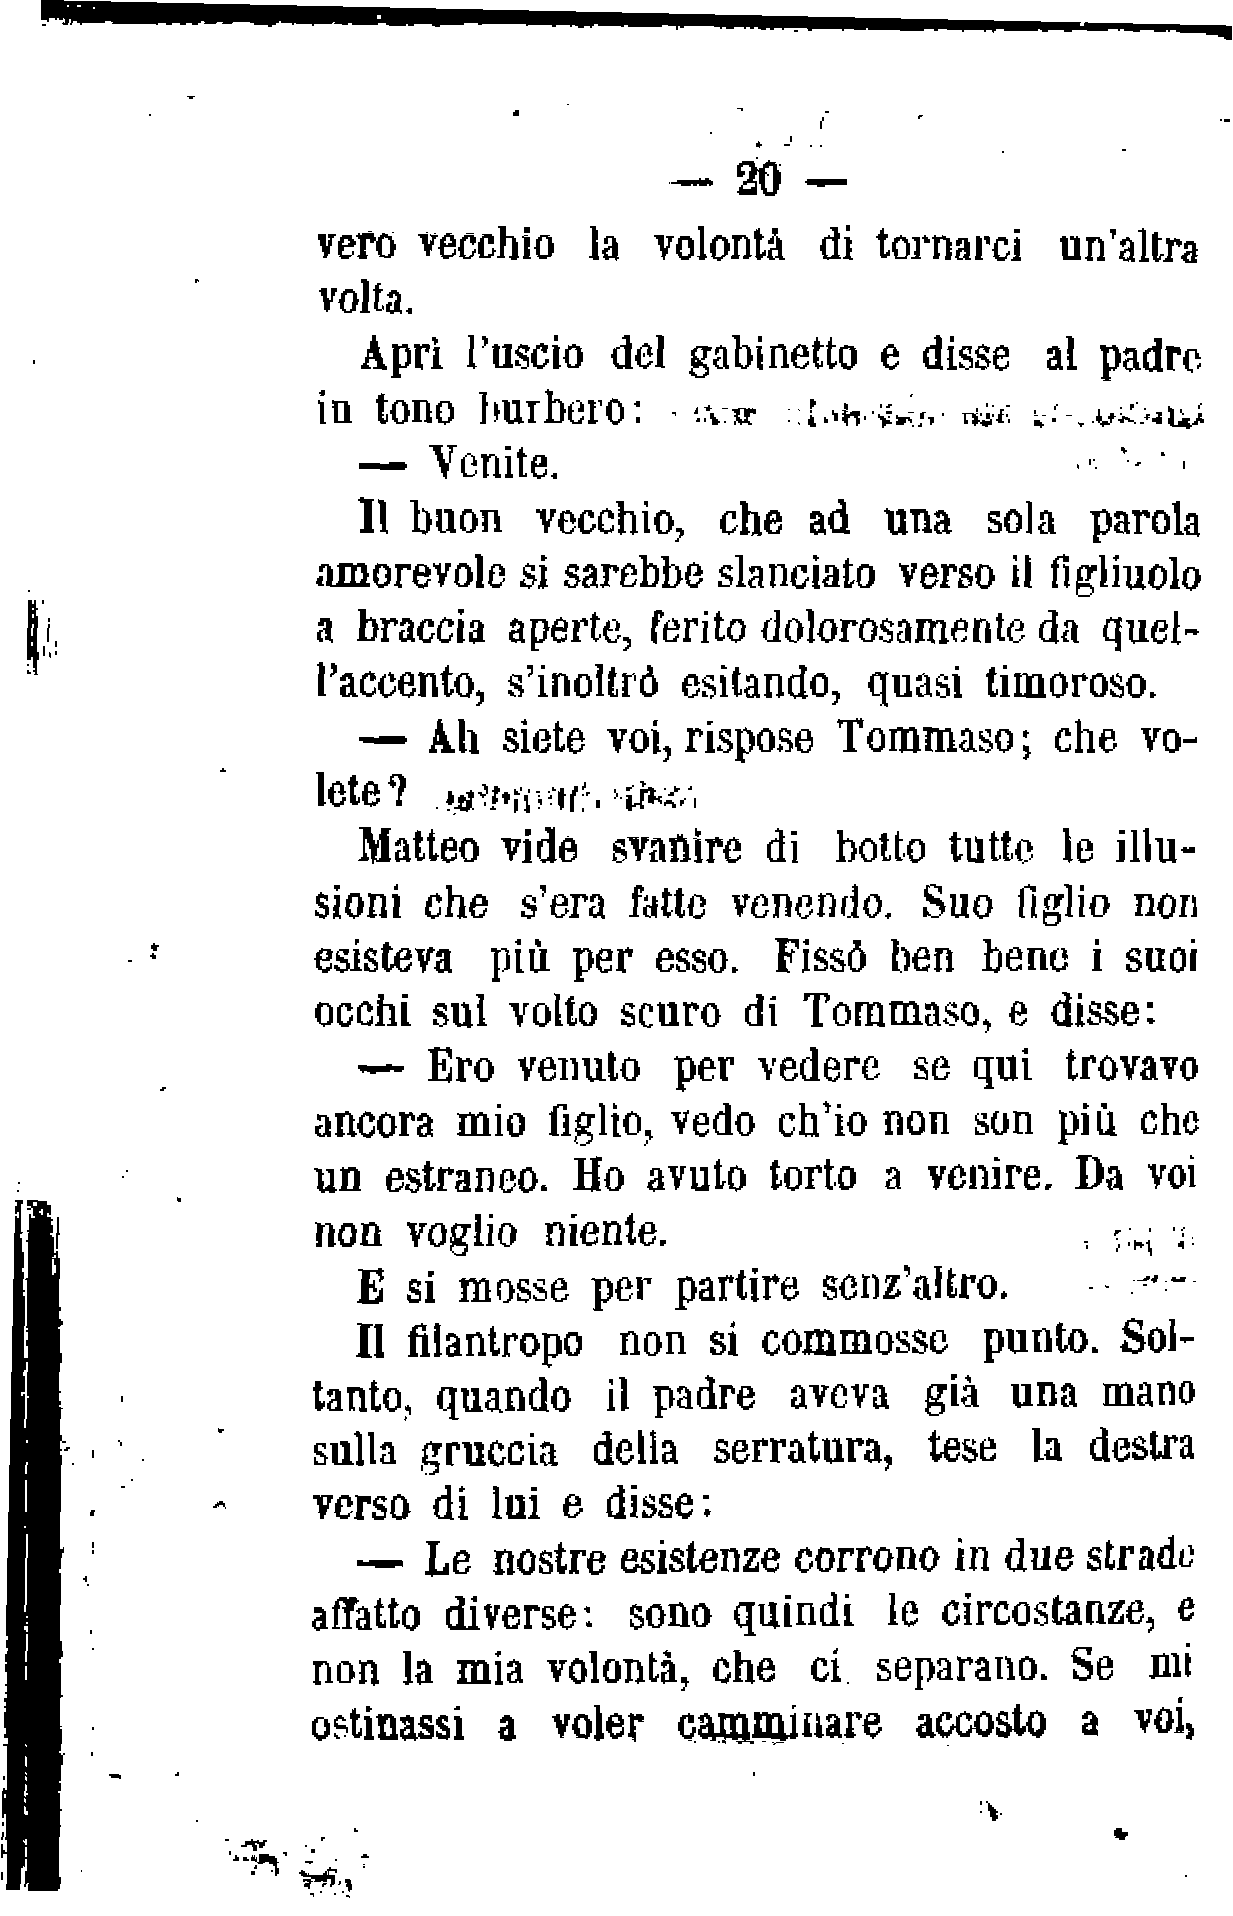 — 20 —
vero vecchio la volontà di tornarci un'altra
volta.
Aprì l'uscio del gabinetto e disse al padre
in tono burbero:
— Venite.
Il buon vecchio, che ad una sola parola
amorevole si sarebbe slanciato verso il figliuolo
a braccia aperte, ferito dolorosamente da quel-
l'accento, s'inoltrò esitando, quasi timoroso.
— Ah siete voi, rispose Tommaso; che vo-
lete?
Matteo vide svanire di botto tutte le illu-
sioni che s'era fatte venendo. Suo figlio non
esisteva più per esso. Fissò ben bene i suoi
occhi sul volto scuro di Tommaso, e disse:
— Ero venuto per vedere se qui trovavo
ancora mio figlio, vedo ch'io non son più che
un estraneo. Ho avuto torto a venire. Da voi
non voglio niente.
E si mosse per partire senz'altro.
Il filantropo non si commosse punto. Sol-
tanto, quando il padre aveva già una mano
sulla gruccia della serratura, tese la destra
verso di lui e disse:
— Le nostre esistenze corrono in due strade
affatto diverse: sono quindi le circostanze, e
non la mia volontà, che ci separano. Se mi
ostinassi a voler camminare accosto a voi,